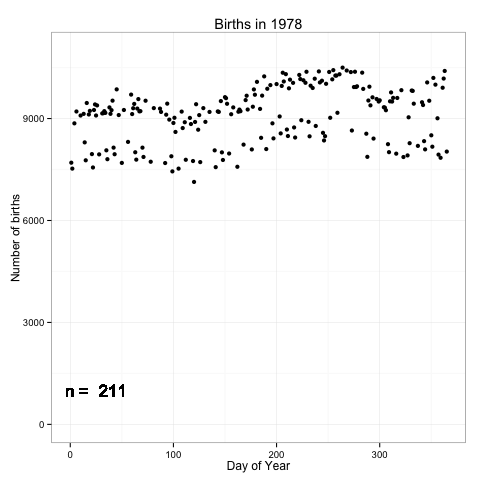 Births in 1978
Number of births
9000
6000
3000
0
n = 211
0 100 200 300
Day of Year